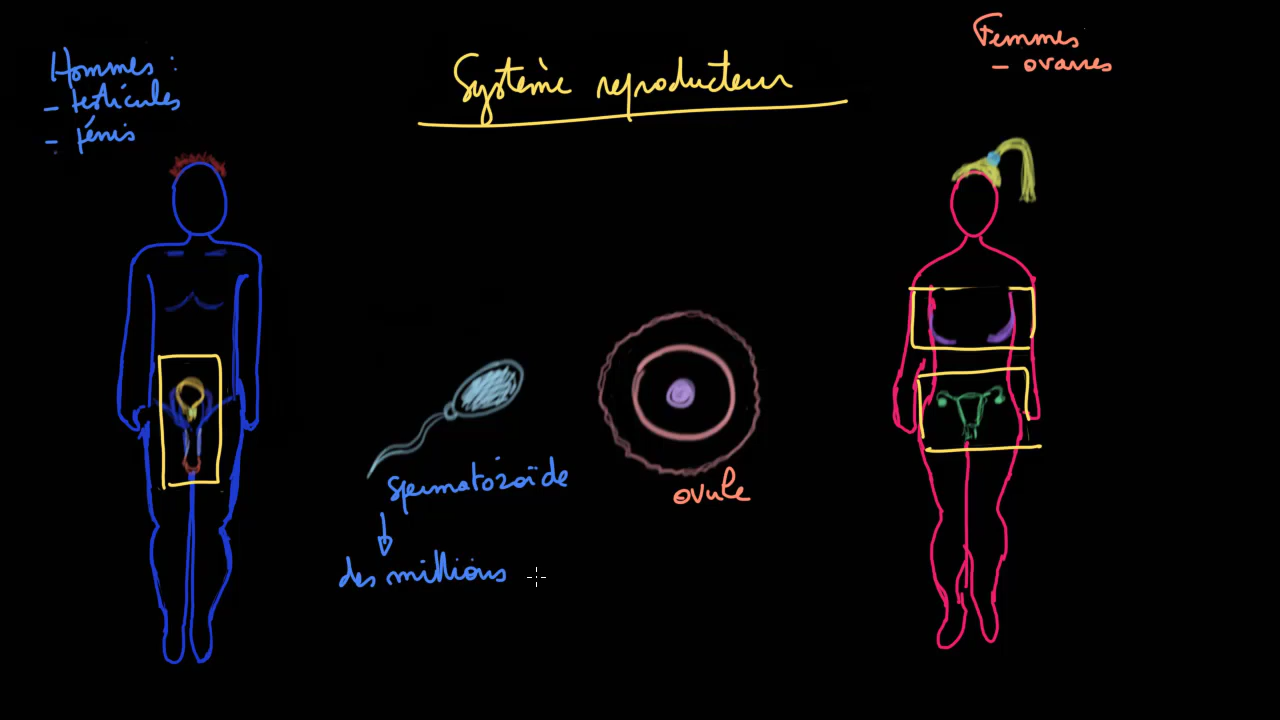 Hommes :
- testicules
- pénis
Système reproducteur
Femmes
- ovaires
spermatozoïde
des millions
ovule